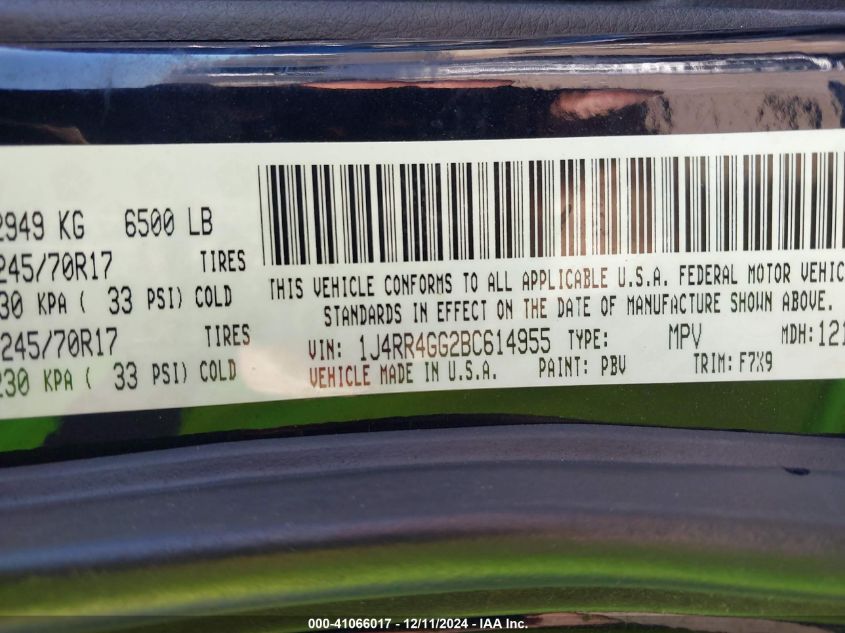 2949 KG 6500 LB
245/70R17 TIRES
30 KPA ( 33 PSI) COLD
245/70R17 TIRES
230 KPA ( 33 PSI) COLD
THIS VEHICLE CONFORMS TO ALL APPLICABLE U.S.A. FEDERAL MOTOR VEHIC
STANDARDS IN EFFECT ON THE DATE OF MANUFACTURE SHOWN ABOVE.
VIN: 1J4RR4GG2BC614955 TYPE: MPV MDH: 121
VEHICLE MADE IN U.S.A. PAINT: PBV TRIM: F7X9
000-41066017 - 12/11/2024 - IAA Inc.